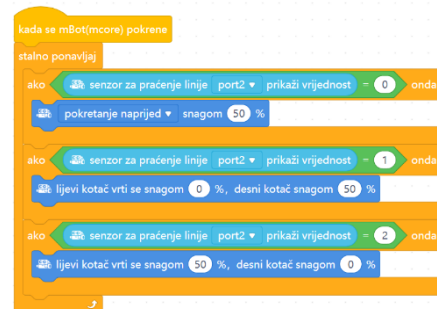 kada se mBot(mcore) pokrene
stalno ponavljaj
ako senzor za praćenje linije port2 prikaži vrijednost = 0 onda
pokretanje naprijed snagom 50 %
ako senzor za praćenje linije port2 prikaži vrijednost = 1 onda
lijevi kotač vrti se snagom 0 %, desni kotač snagom 50 %
ako senzor za praćenje linije port2 prikaži vrijednost = 2 onda
lijevi kotač vrti se snagom 50 %, desni kotač snagom 0 %